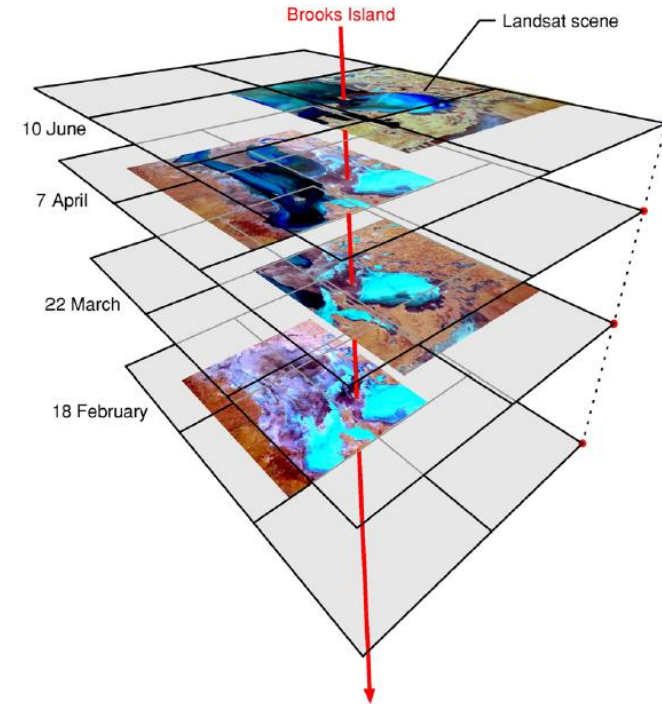 Brooks Island
Landsat scene
10 June
7 April
22 March
18 February